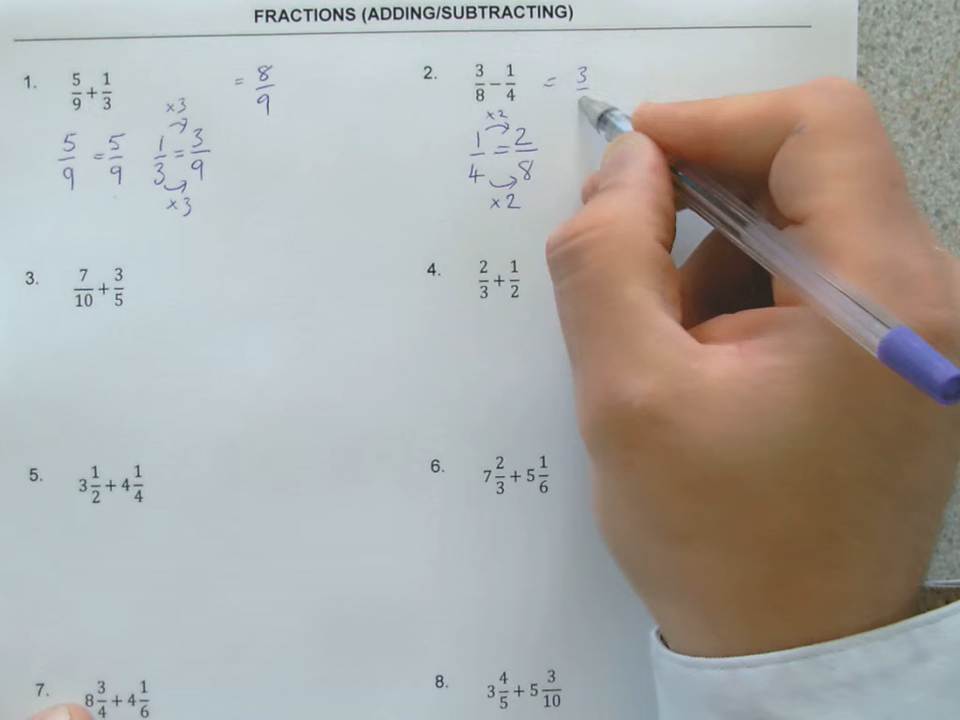 FRACTIONS (ADDING/SUBTRACTING)
1. 5/9 + 1/3 = 8/9
×3
5/9 = 5/9 1/3 = 3/9
×3
2. 3/8 − 1/4 = 3
×2
1/4 = 2/8
×2
3. 7/10 + 3/5
4. 2/3 + 1/2
5. 3 1/2 + 4 1/4
6. 7 2/3 + 5 1/6
7. 8 3/4 + 4 1/6
8. 3 4/5 + 5 3/10